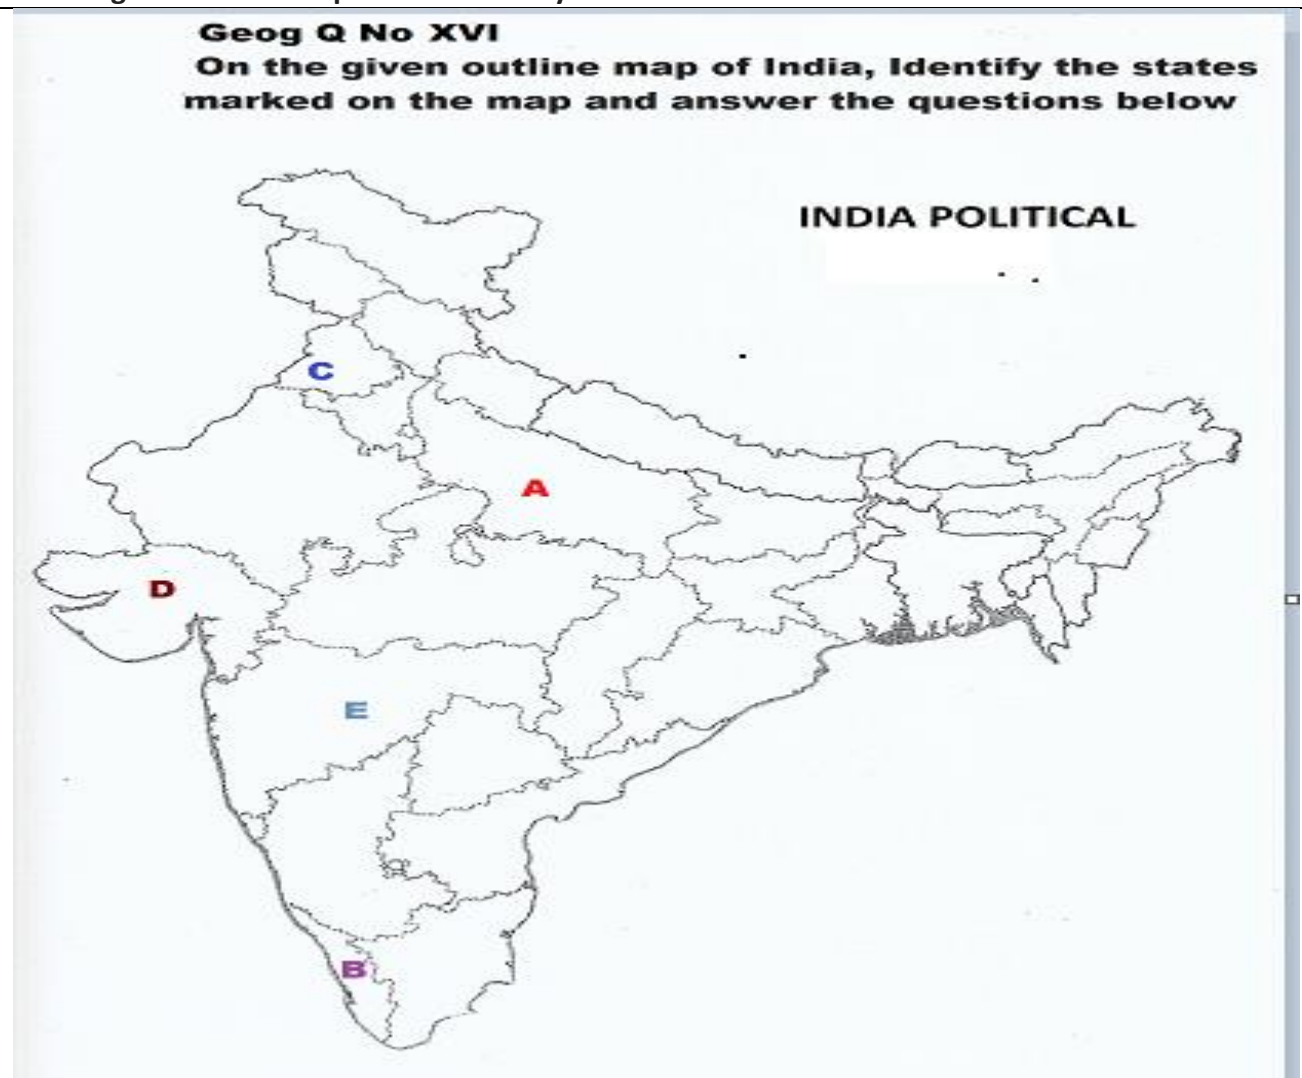 Geog Q No XVI
On the given outline map of India, Identify the states
marked on the map and answer the questions below
INDIA POLITICAL
C
A
D
E
B